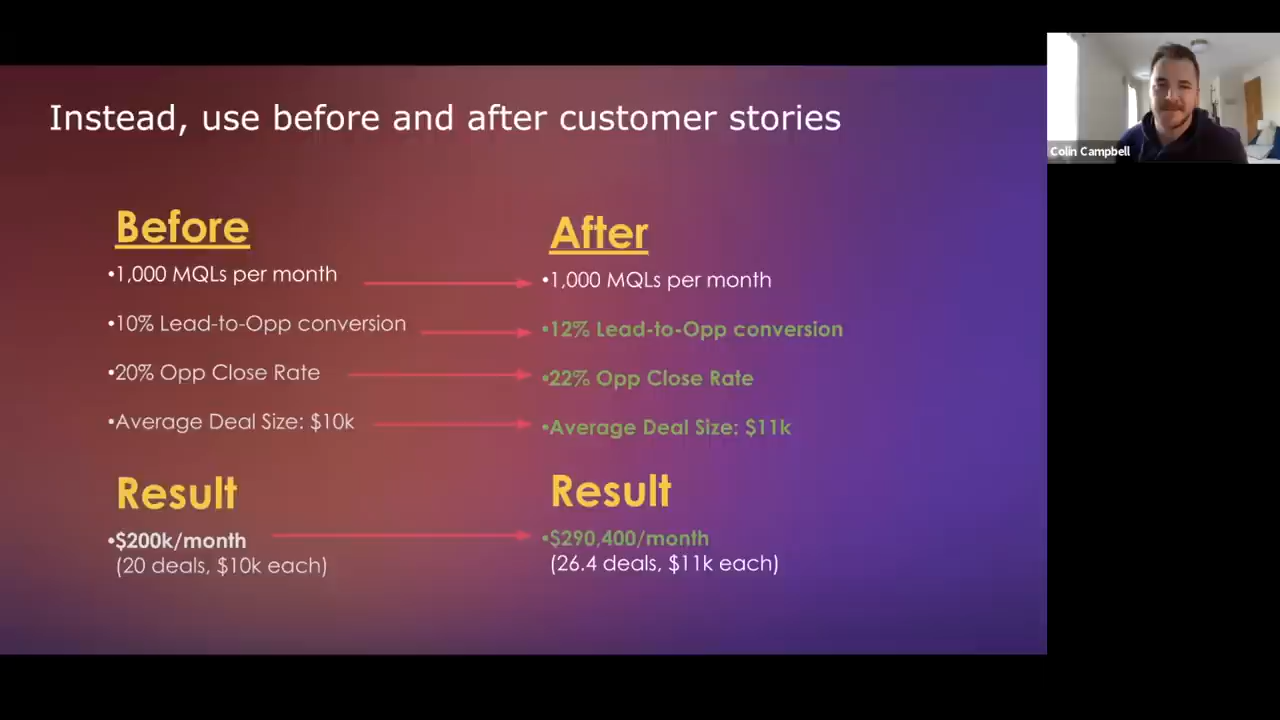 Instead, use before and after customer stories
Before
•1,000 MQLs per month
•10% Lead-to-Opp conversion
•20% Opp Close Rate
•Average Deal Size: $10k
Result
•$200k/month
(20 deals, $10k each)
After
•1,000 MQLs per month
•12% Lead-to-Opp conversion
•22% Opp Close Rate
•Average Deal Size: $11k
Result
•$290,400/month
(26.4 deals, $11k each)
Colin Campbell